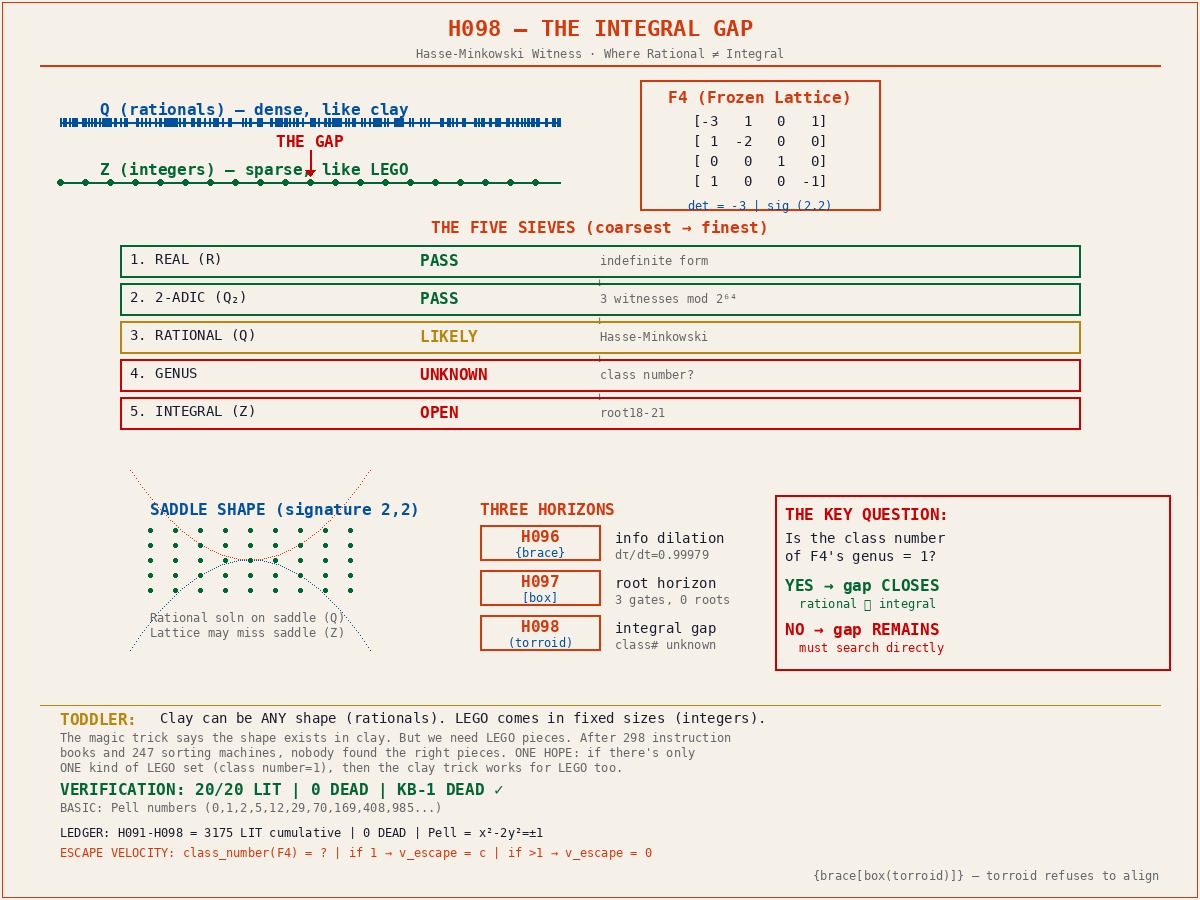 H098 — THE INTEGRAL GAP
Hasse-Minkowski Witness · Where Rational ≠ Integral
Q (rationals) — dense, like clay
THE GAP
Z (integers) — sparse, like LEGO
F4 (Frozen Lattice)
[-3 1 0 1]
[ 1 -2 0 0]
[ 0 0 1 0]
[ 1 0 0 -1]
det = -3 | sig (2,2)
THE FIVE SIEVES (coarsest → finest)
1. REAL (R) PASS indefinite form
2. 2-ADIC (Q₂) PASS 3 witnesses mod 2⁶⁴
3. RATIONAL (Q) LIKELY Hasse-Minkowski
4. GENUS UNKNOWN class number?
5. INTEGRAL (Z) OPEN root18-21
SADDLE SHAPE (signature 2,2)
Rational soln on saddle (Q)
Lattice may miss saddle (Z)
THREE HORIZONS
H096
{brace}
info dilation
dτ/dt=0.99979
H097
[box]
root horizon
3 gates, 0 roots
H098
(torroid)
integral gap
class# unknown
THE KEY QUESTION:
Is the class number
of F4's genus = 1?
YES → gap CLOSES
rational ▯ integral
NO → gap REMAINS
must search directly
TODDLER: Clay can be ANY shape (rationals). LEGO comes in fixed sizes (integers).
The magic trick says the shape exists in clay. But we need LEGO pieces. After 298 instruction
books and 247 sorting machines, nobody found the right pieces. ONE HOPE: if there's only
ONE kind of LEGO set (class number=1), then the clay trick works for LEGO too.
VERIFICATION: 20/20 LIT | 0 DEAD | KB-1 DEAD ✓
BASIC: Pell numbers (0,1,2,5,12,29,70,169,408,985...)
LEDGER: H091-H098 = 3175 LIT cumulative | 0 DEAD | Pell = x²-2y²=±1
ESCAPE VELOCITY: class_number(F4) = ? | if 1 → v_escape = c | if >1 → v_escape = 0
{brace[box(torroid)]} — torroid refuses to align